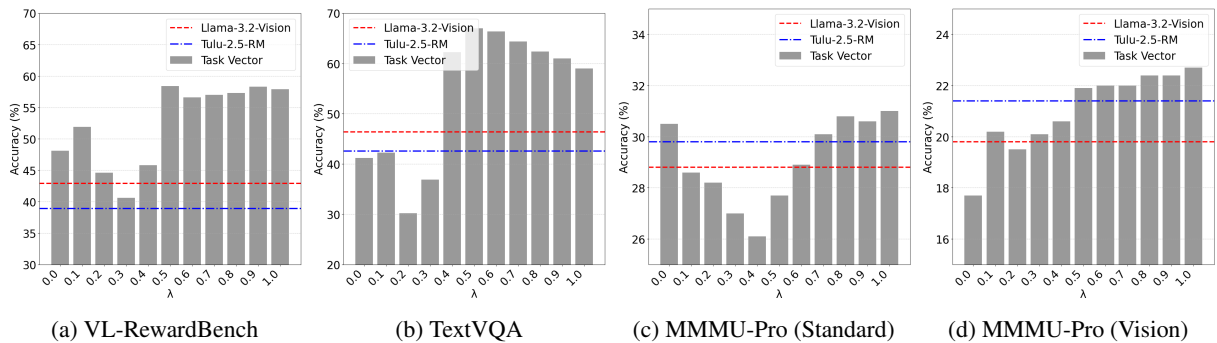 Accuracy (%)
70
65
60
55
50
45
40
35
30
0.0 0.1 0.2 0.3 0.4 0.5 0.6 0.7 0.8 0.9 1.0
λ
Llama-3.2-Vision
Tulu-2.5-RM
Task Vector
(a) VL-RewardBench
Accuracy (%)
70
60
50
40
30
20
0.0 0.1 0.2 0.3 0.4 0.5 0.6 0.7 0.8 0.9 1.0
λ
Llama-3.2-Vision
Tulu-2.5-RM
Task Vector
(b) TextVQA
Accuracy (%)
34
32
30
28
26
0.0 0.1 0.2 0.3 0.4 0.5 0.6 0.7 0.8 0.9 1.0
λ
Llama-3.2-Vision
Tulu-2.5-RM
Task Vector
(c) MMMU-Pro (Standard)
Accuracy (%)
24
22
20
18
16
0.0 0.1 0.2 0.3 0.4 0.5 0.6 0.7 0.8 0.9 1.0
λ
Llama-3.2-Vision
Tulu-2.5-RM
Task Vector
(d) MMMU-Pro (Vision)